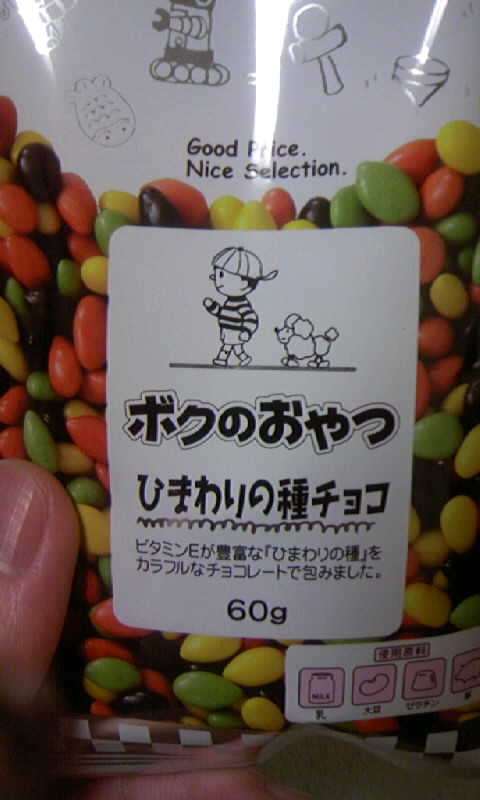 Good Price.
Nice Selection.
ボクのおやつ
ひまわりの種チョコ
ビタミンEが豊富な「ひまわりの種」を
カラフルなチョコレートで包みました。
60g
使用原料
MILK
乳 大豆 ゼラチン